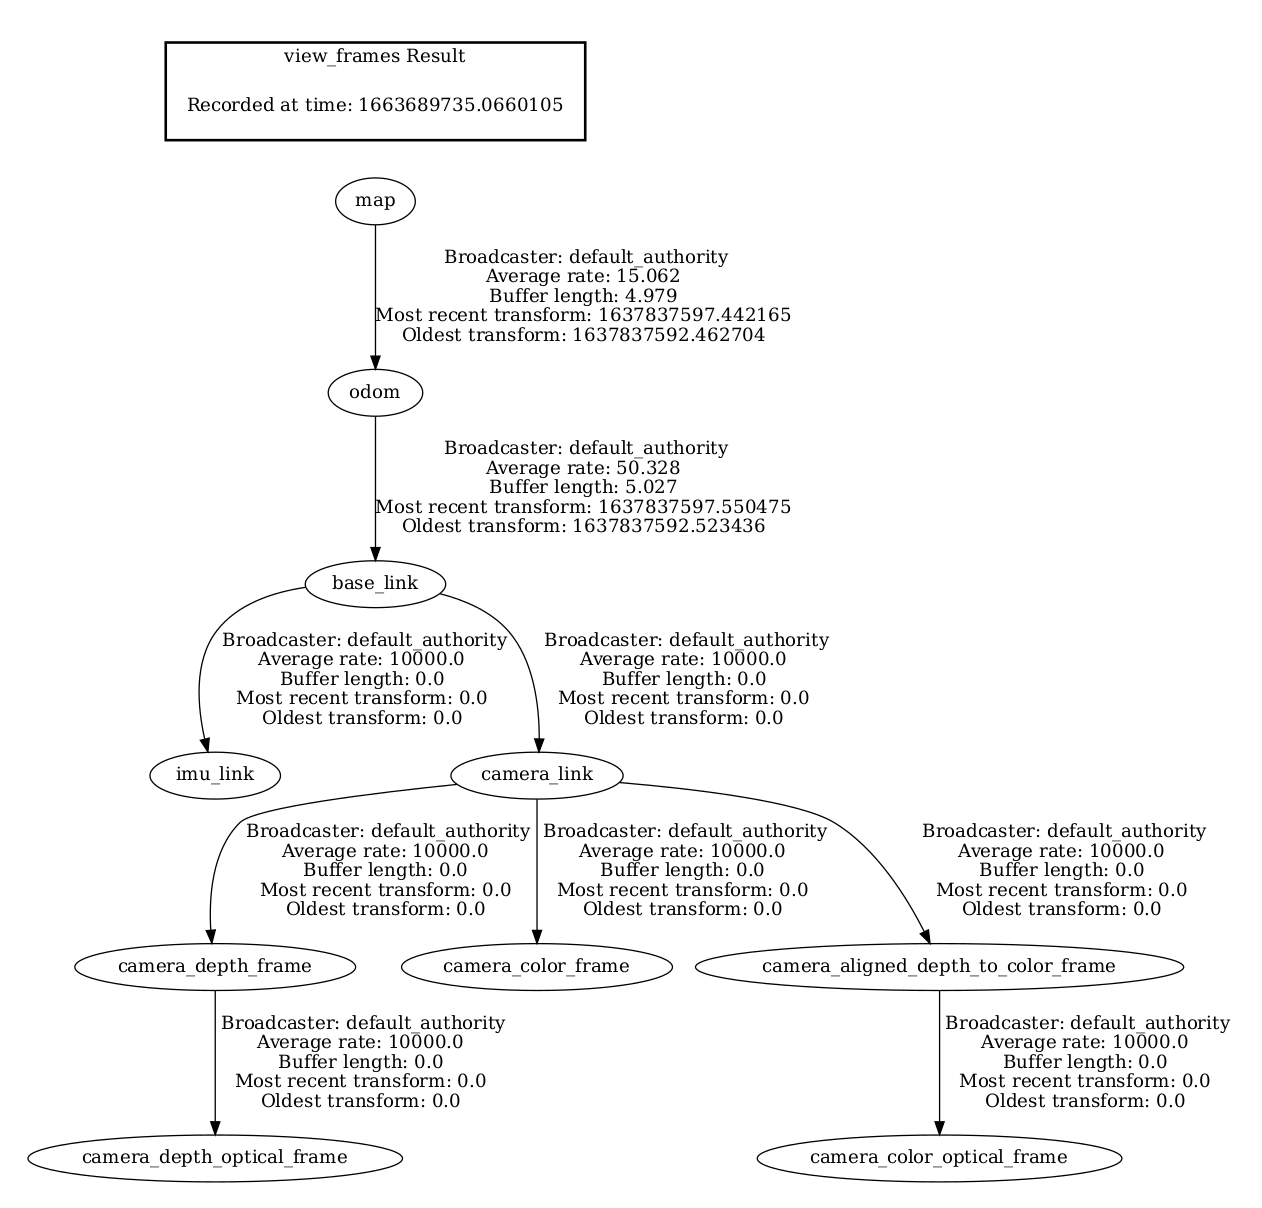 view_frames Result
Recorded at time: 1663689735.0660105
map
Broadcaster: default_authority
Average rate: 15.062
Buffer length: 4.979
Most recent transform: 1637837597.442165
Oldest transform: 1637837592.462704
odom
Broadcaster: default_authority
Average rate: 50.328
Buffer length: 5.027
Most recent transform: 1637837597.550475
Oldest transform: 1637837592.523436
base_link
Broadcaster: default_authority
Average rate: 10000.0
Buffer length: 0.0
Most recent transform: 0.0
Oldest transform: 0.0
Broadcaster: default_authority
Average rate: 10000.0
Buffer length: 0.0
Most recent transform: 0.0
Oldest transform: 0.0
imu_link
camera_link
Broadcaster: default_authority
Average rate: 10000.0
Buffer length: 0.0
Most recent transform: 0.0
Oldest transform: 0.0
Broadcaster: default_authority
Average rate: 10000.0
Buffer length: 0.0
Most recent transform: 0.0
Oldest transform: 0.0
Broadcaster: default_authority
Average rate: 10000.0
Buffer length: 0.0
Most recent transform: 0.0
Oldest transform: 0.0
camera_depth_frame
camera_color_frame
camera_aligned_depth_to_color_frame
Broadcaster: default_authority
Average rate: 10000.0
Buffer length: 0.0
Most recent transform: 0.0
Oldest transform: 0.0
Broadcaster: default_authority
Average rate: 10000.0
Buffer length: 0.0
Most recent transform: 0.0
Oldest transform: 0.0
camera_depth_optical_frame
camera_color_optical_frame